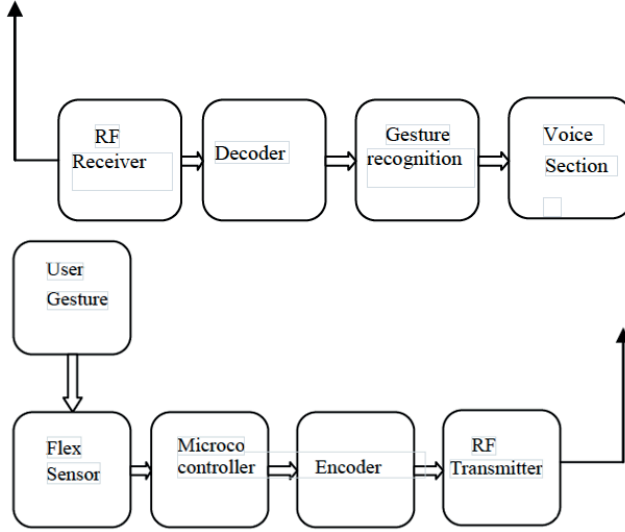 RF
Receiver
Decoder
Gesture
recognition
Voice
Section
User
Gesture
Flex
Sensor
Microco
controller
Encoder
RF
Transmitter